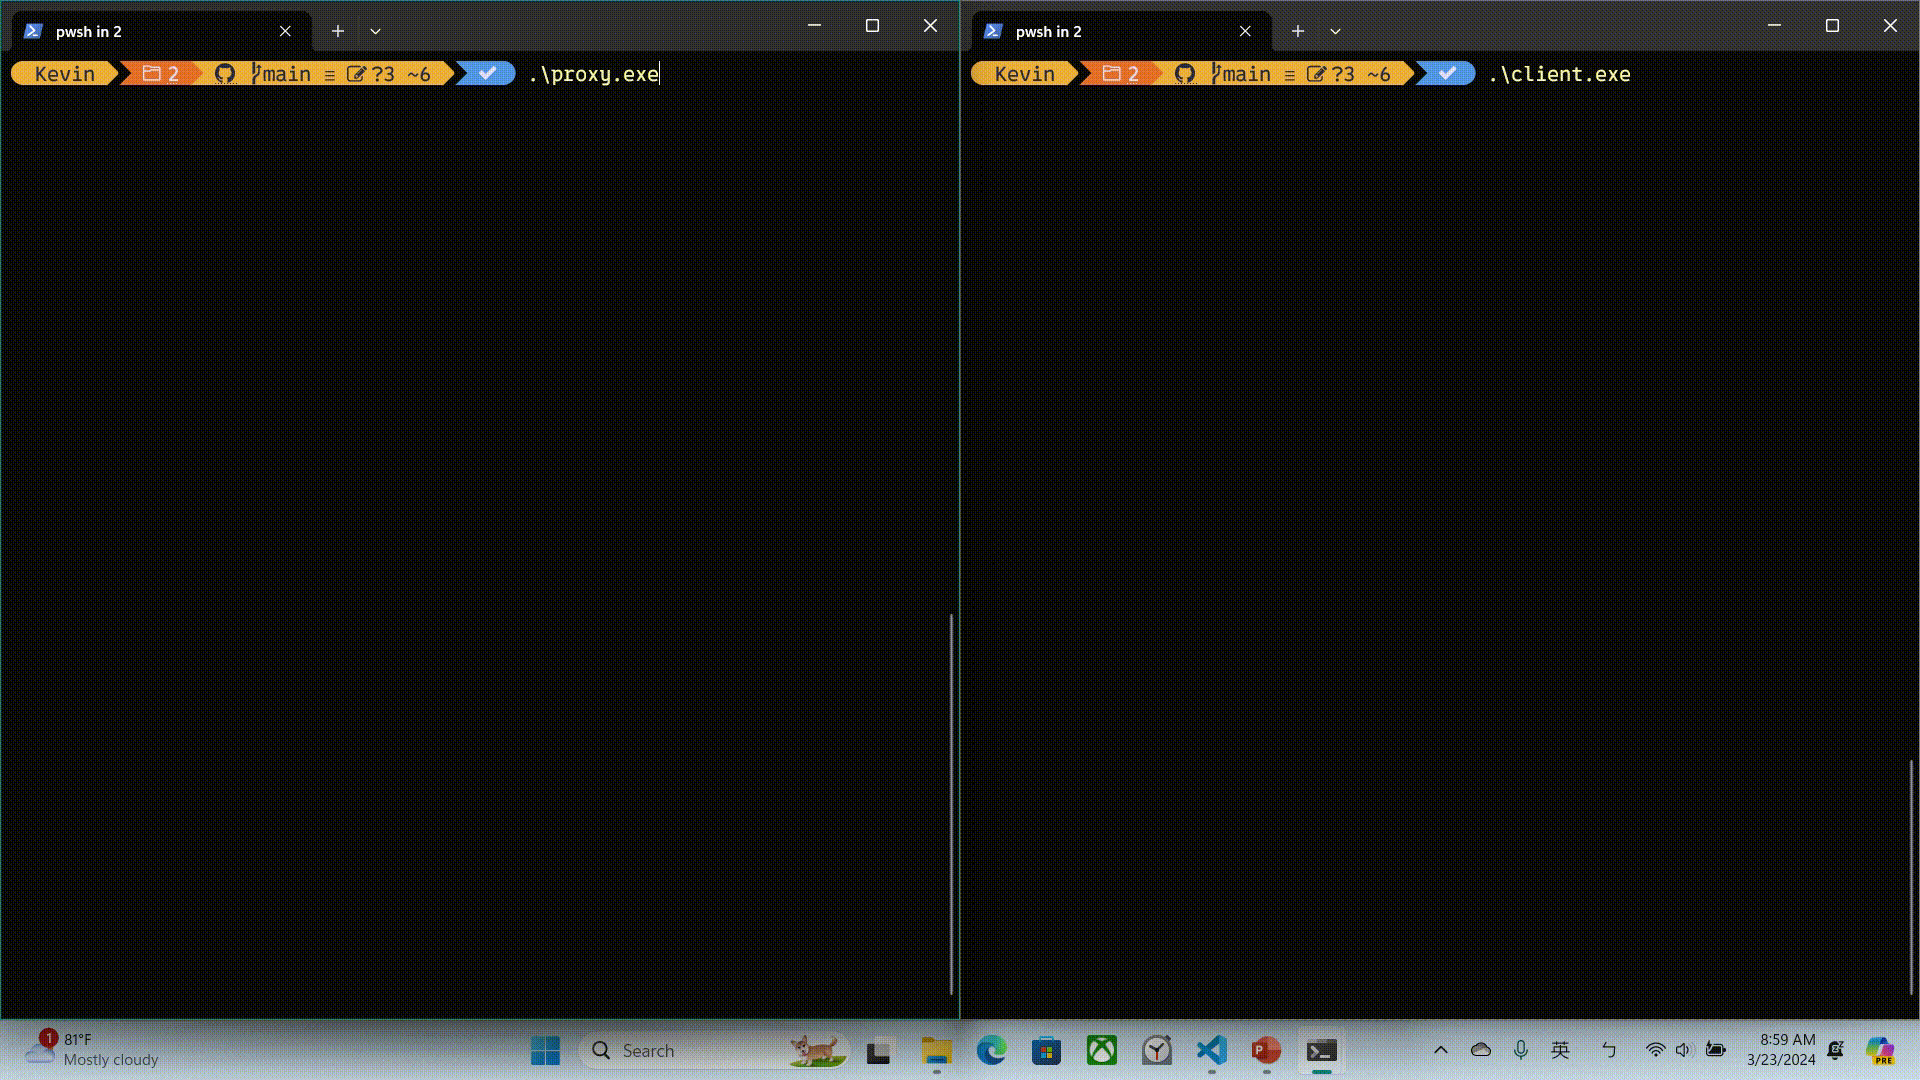 pwsh in 2
Kevin 2 main ≡ ?3 ~6 .\proxy.exe
pwsh in 2
Kevin 2 main ≡ ?3 ~6 .\client.exe
1
81°F
Mostly cloudy
Search
英
ㄅ
8:59 AM
3/23/2024
PRE